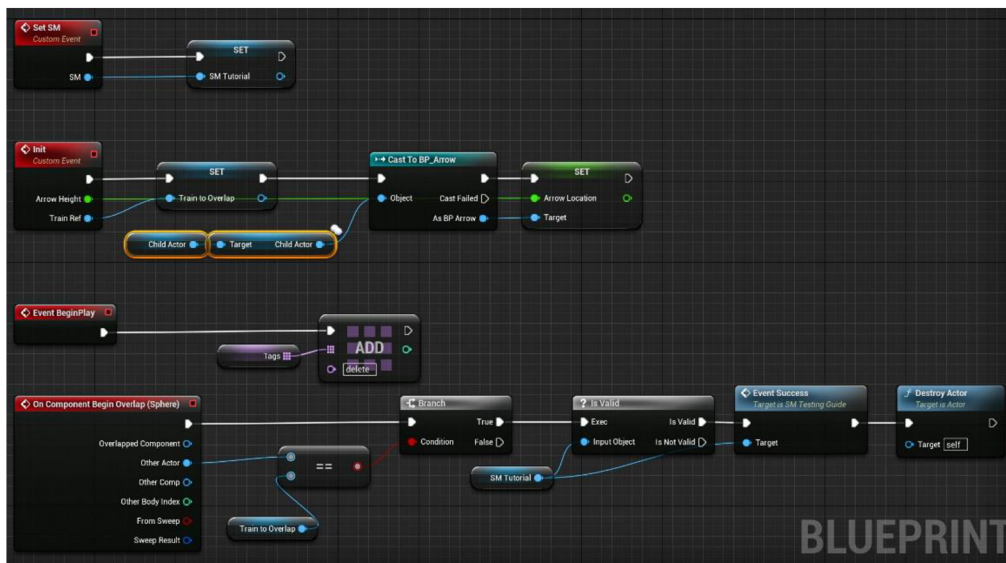 Set SM
Custom Event
SM
SET
SM Tutorial
Init
Custom Event
Arrow Height
Train Ref
SET
Train to Overlap
Child Actor
Target Child Actor
Cast To BP_Arrow
Object Cast Failed
As BP Arrow
SET
Arrow Location
Target
Event BeginPlay
Tags
ADD
delete
On Component Begin Overlap (Sphere)
Overlapped Component
Other Actor
Other Comp
Other Body Index
From Sweep
Sweep Result
==
Train to Overlap
Branch
True
Condition False
? Is Valid
Exec Is Valid
Input Object Is Not Valid
SM Tutorial
Event Success
Target is SM Testing Guide
Target
f Destroy Actor
Target is Actor
Target self
BLUEPRINT